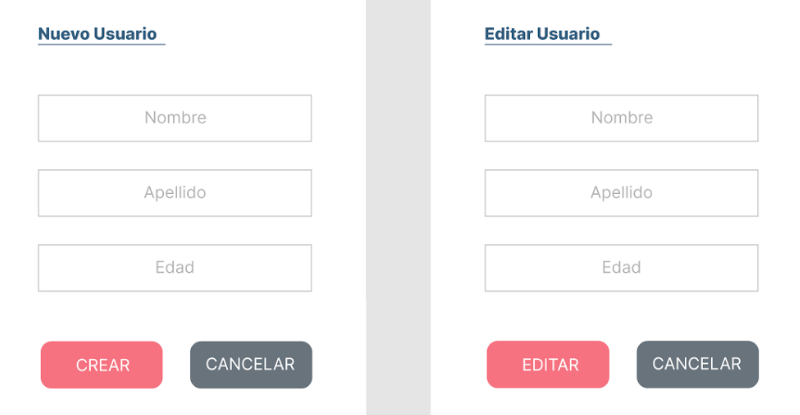 Nuevo Usuario
Nombre
Apellido
Edad
CREAR
CANCELAR
Editar Usuario
Nombre
Apellido
Edad
EDITAR
CANCELAR